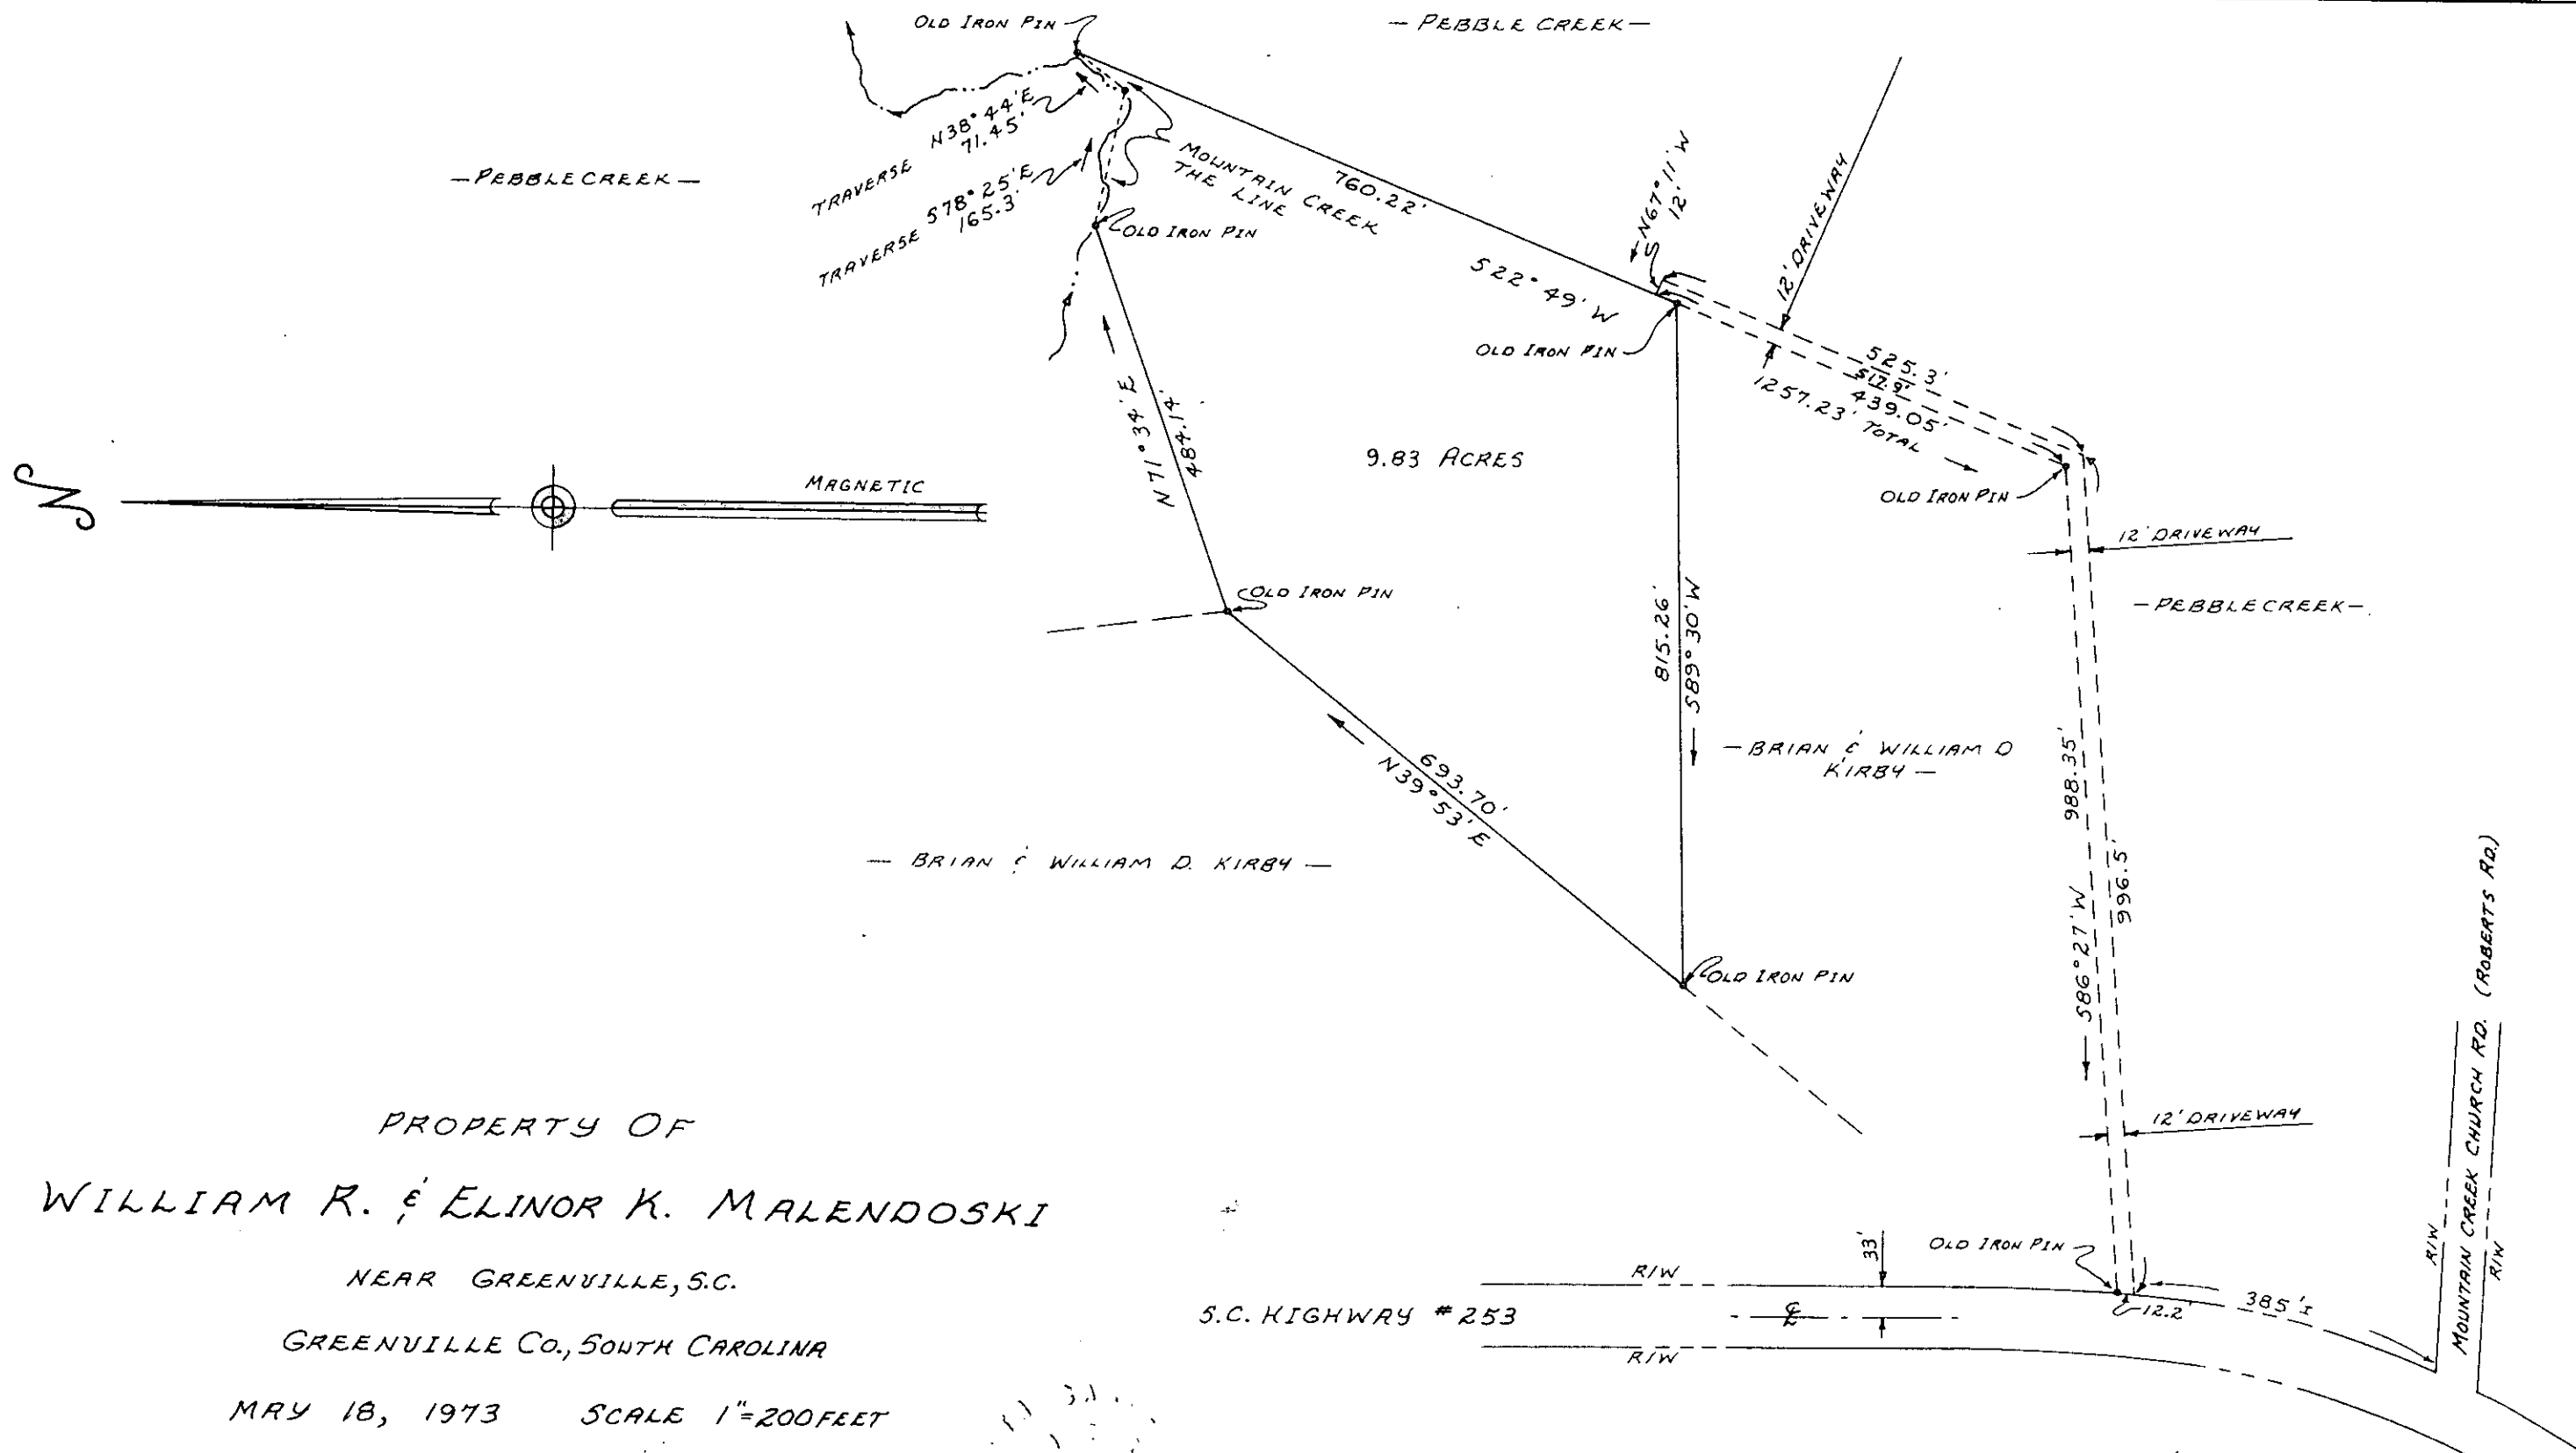 OLD IRON PIN
— PEBBLE CREEK —
N38°44'E
71.45'
TRAVERSE
— PEBBLE CREEK —
S78°25'E
165.3'
TRAVERSE
MOUNTAIN CREEK
THE LINE
OLD IRON PIN
760.22'
S22°49'W
N67°11'W
12'
12' DRIVEWAY
OLD IRON PIN
525.3'
439.05'
1257.23' TOTAL
OLD IRON PIN
N71°34'E
484.14'
9.83 ACRES
N
MAGNETIC
12' DRIVEWAY
— PEBBLE CREEK —
OLD IRON PIN
815.26'
S89°30'W
— BRIAN & WILLIAM D
KIRBY —
693.70'
N39°53'E
— BRIAN & WILLIAM D. KIRBY —
988.35'
S86°27'W
996.5'
OLD IRON PIN
MOUNTAIN CREEK CHURCH RD. (ROBERTS RD.)
R/W
R/W
12' DRIVEWAY
PROPERTY OF
WILLIAM R. & ELINOR K. MALENDOSKI
NEAR GREENVILLE, S.C.
GREENVILLE CO., SOUTH CAROLINA
MAY 18, 1973 SCALE 1"=200 FEET
33'
OLD IRON PIN
R/W
S.C. HIGHWAY #253
℄
R/W
12.2'
385'±